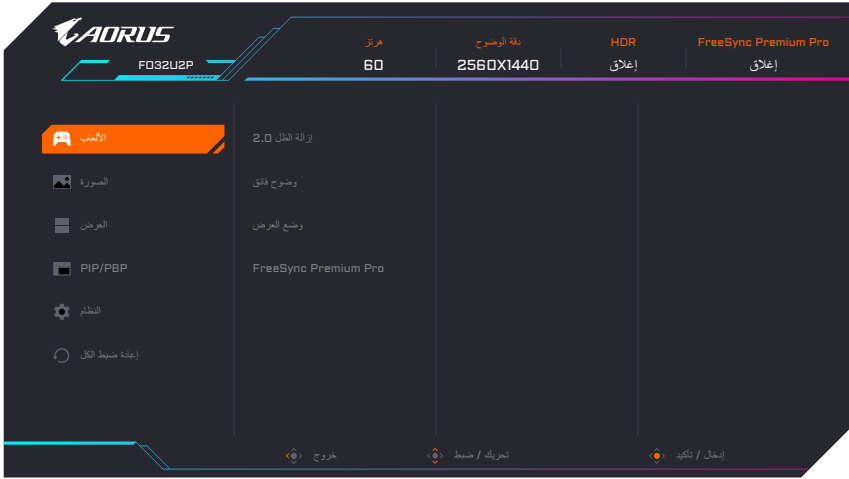 AORUS
FO32U2P
هرتز
60
دقة الوضوح
2560X1440
HDR
إغلاق
FreeSync Premium Pro
إغلاق
الألعاب
الصورة
العرض
PIP/PBP
النظام
إعادة ضبط الكل
إزالة الظل 2.0
وضوح فائق
وضع العرض
FreeSync Premium Pro
خروج
تحريك / ضبط
إدخال / تأكيد